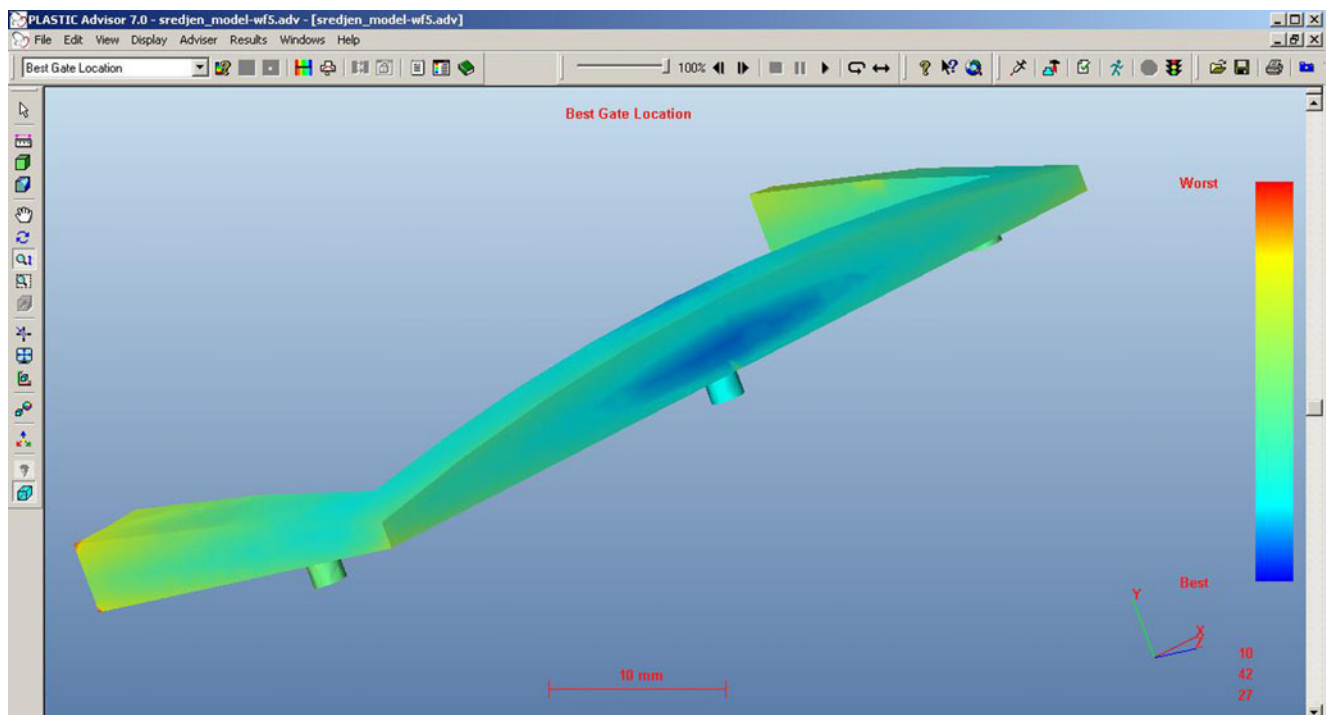 PLASTIC Advisor 7.0 - sredjen_model-wf5.adv - [sredjen_model-wf5.adv]
File Edit View Display Adviser Results Windows Help
Best Gate Location 100%
Best Gate Location
Worst
Best
Y
X
Z
10 mm
10
42
27